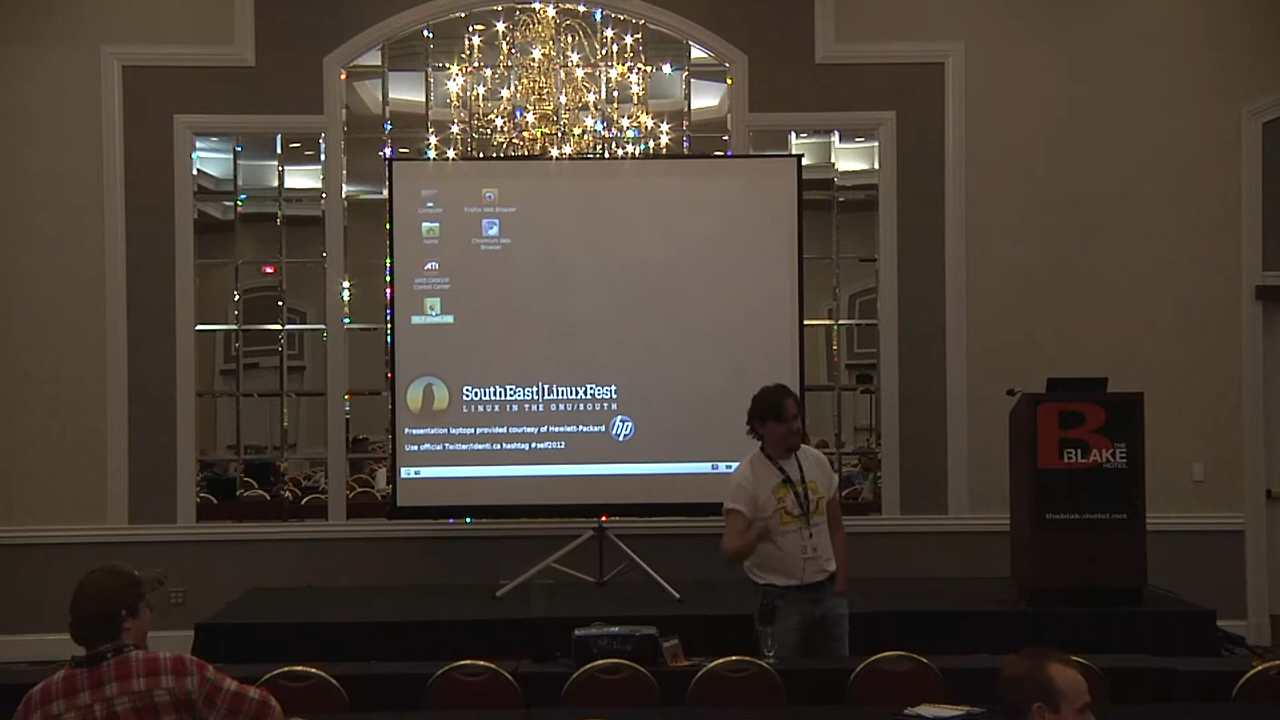 Computer
Firefox Web Browser
Home
Chromium Web
Browser
ATI
AMD Catalyst
Control Center
SouthEast|LinuxFest
LINUX IN THE GNU/SOUTH
Presentation laptops provided courtesy of Hewlett-Packard
hp
Use official Twitter/identi.ca hashtag #self2012
B
THE
BLAKE
HOTEL
theblakehotel.net